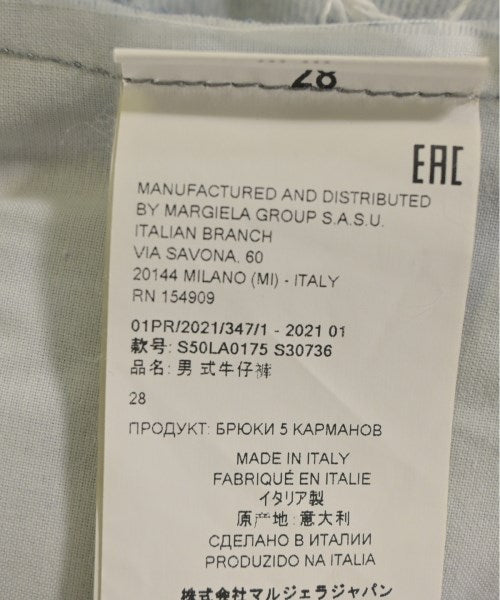 28
EAC
MANUFACTURED AND DISTRIBUTED
BY MARGIELA GROUP S.A.S.U.
ITALIAN BRANCH
VIA SAVONA. 60
20144 MILANO (MI) - ITALY
RN 154909
01PR/2021/347/1 - 2021 01
款号: S50LA0175 S30736
品名: 男 式牛仔裤
28
ПРОДУКТ: БРЮКИ 5 КАРМАНОВ
MADE IN ITALY
FABRIQUÉ EN ITALIE
イタリア製
原产地: 意大利
СДЕЛАНО В ИТАЛИИ
PRODUZIDO NA ITALIA
株式会社マルジェラジャパン